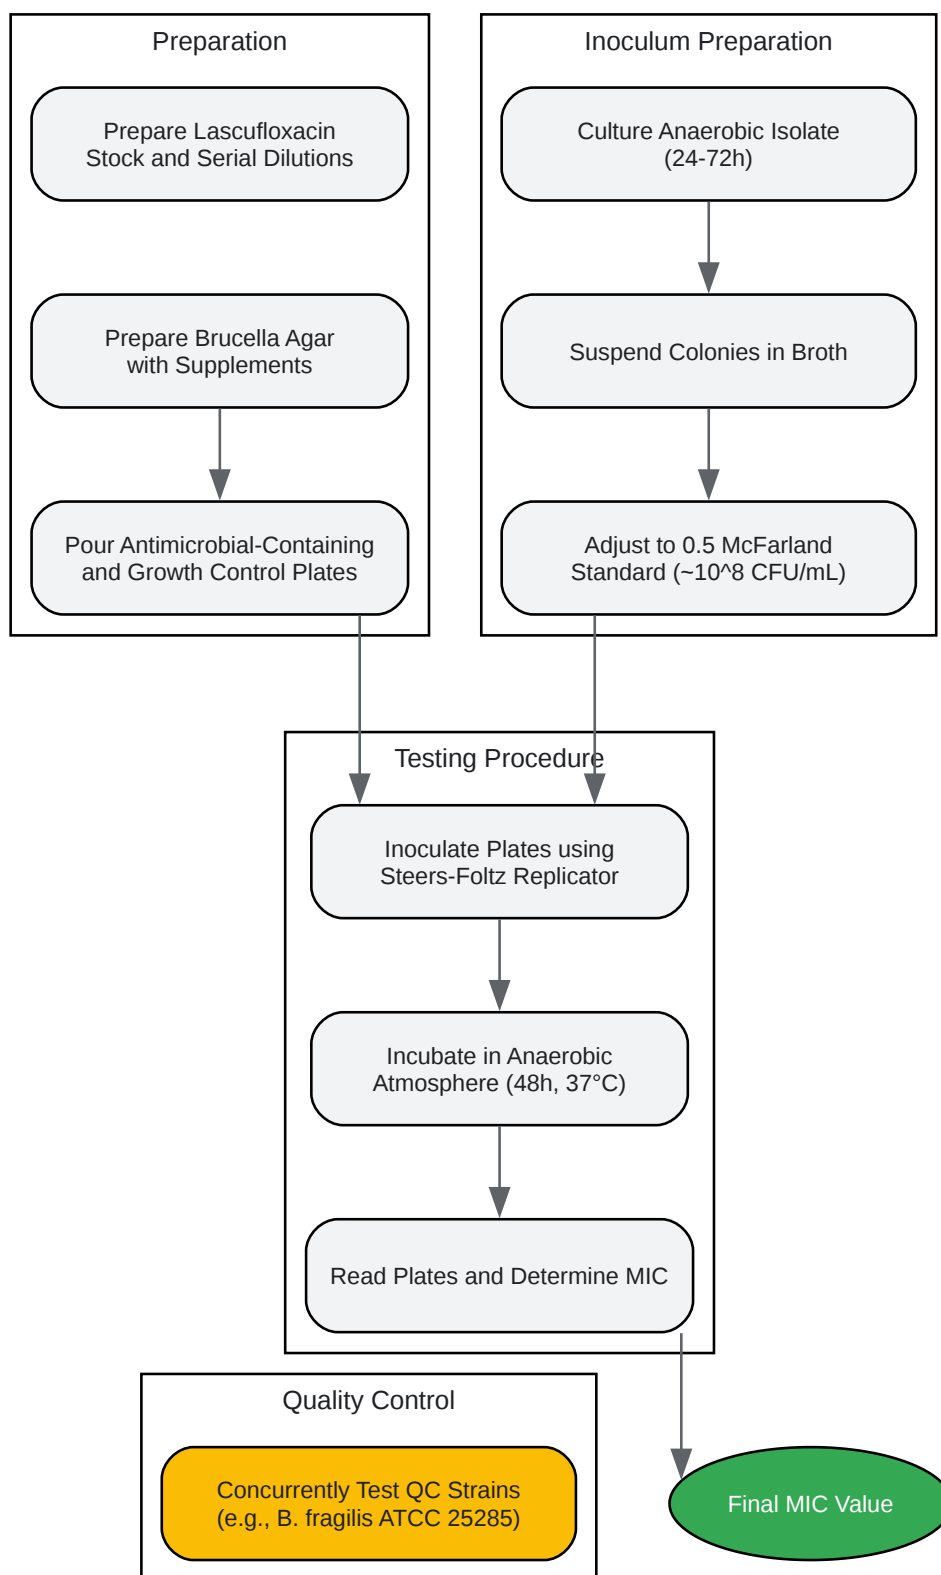 Preparation
Prepare Lascufloxacin
Stock and Serial Dilutions
Prepare Brucella Agar
with Supplements
Pour Antimicrobial-Containing
and Growth Control Plates
Inoculum Preparation
Culture Anaerobic Isolate
(24-72h)
Suspend Colonies in Broth
Adjust to 0.5 McFarland
Standard (~10^8 CFU/mL)
Testing Procedure
Inoculate Plates using
Steers-Foltz Replicator
Incubate in Anaerobic
Atmosphere (48h, 37°C)
Read Plates and Determine MIC
Quality Control
Concurrently Test QC Strains
(e.g., B. fragilis ATCC 25285)
Final MIC Value